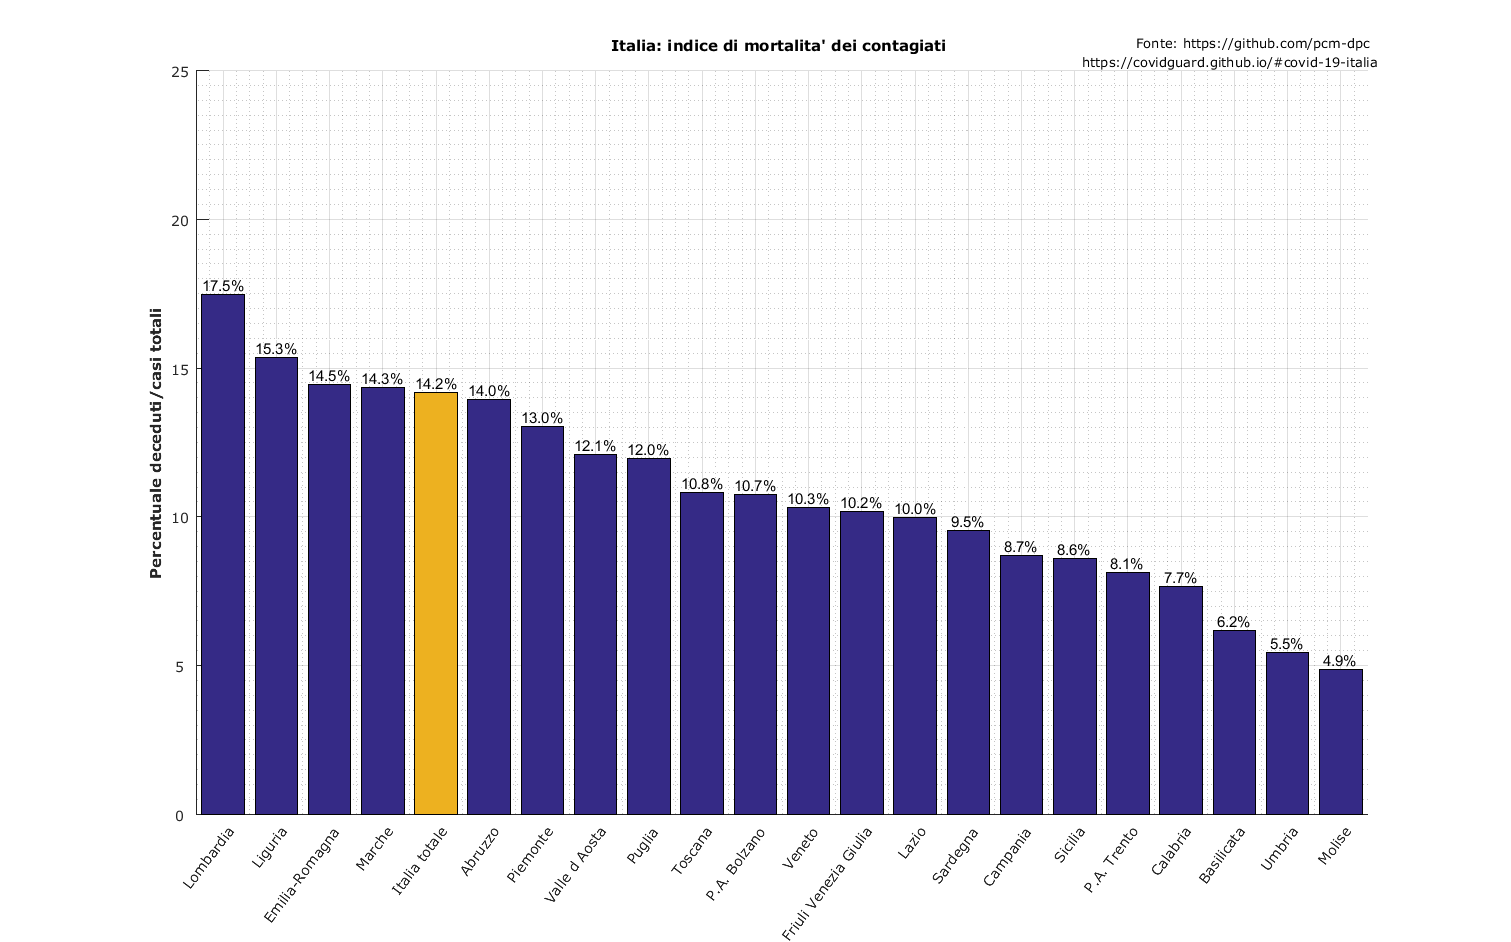 Italia: indice di mortalita' dei contagiati
Fonte: https://github.com/pcm-dpc
https://covidguard.github.io/#covid-19-italia
Percentuale deceduti/casi totali
25
20
15
10
5
0
17.5%
15.3%
14.5%
14.3%
14.2%
14.0%
13.0%
12.1%
12.0%
10.8%
10.7%
10.3%
10.2%
10.0%
9.5%
8.7%
8.6%
8.1%
7.7%
6.2%
5.5%
4.9%
Lombardia
Liguria
Emilia-Romagna
Marche
Italia totale
Abruzzo
Piemonte
Valle d Aosta
Puglia
Toscana
P.A. Bolzano
Veneto
Friuli Venezia Giulia
Lazio
Sardegna
Campania
Sicilia
P.A. Trento
Calabria
Basilicata
Umbria
Molise